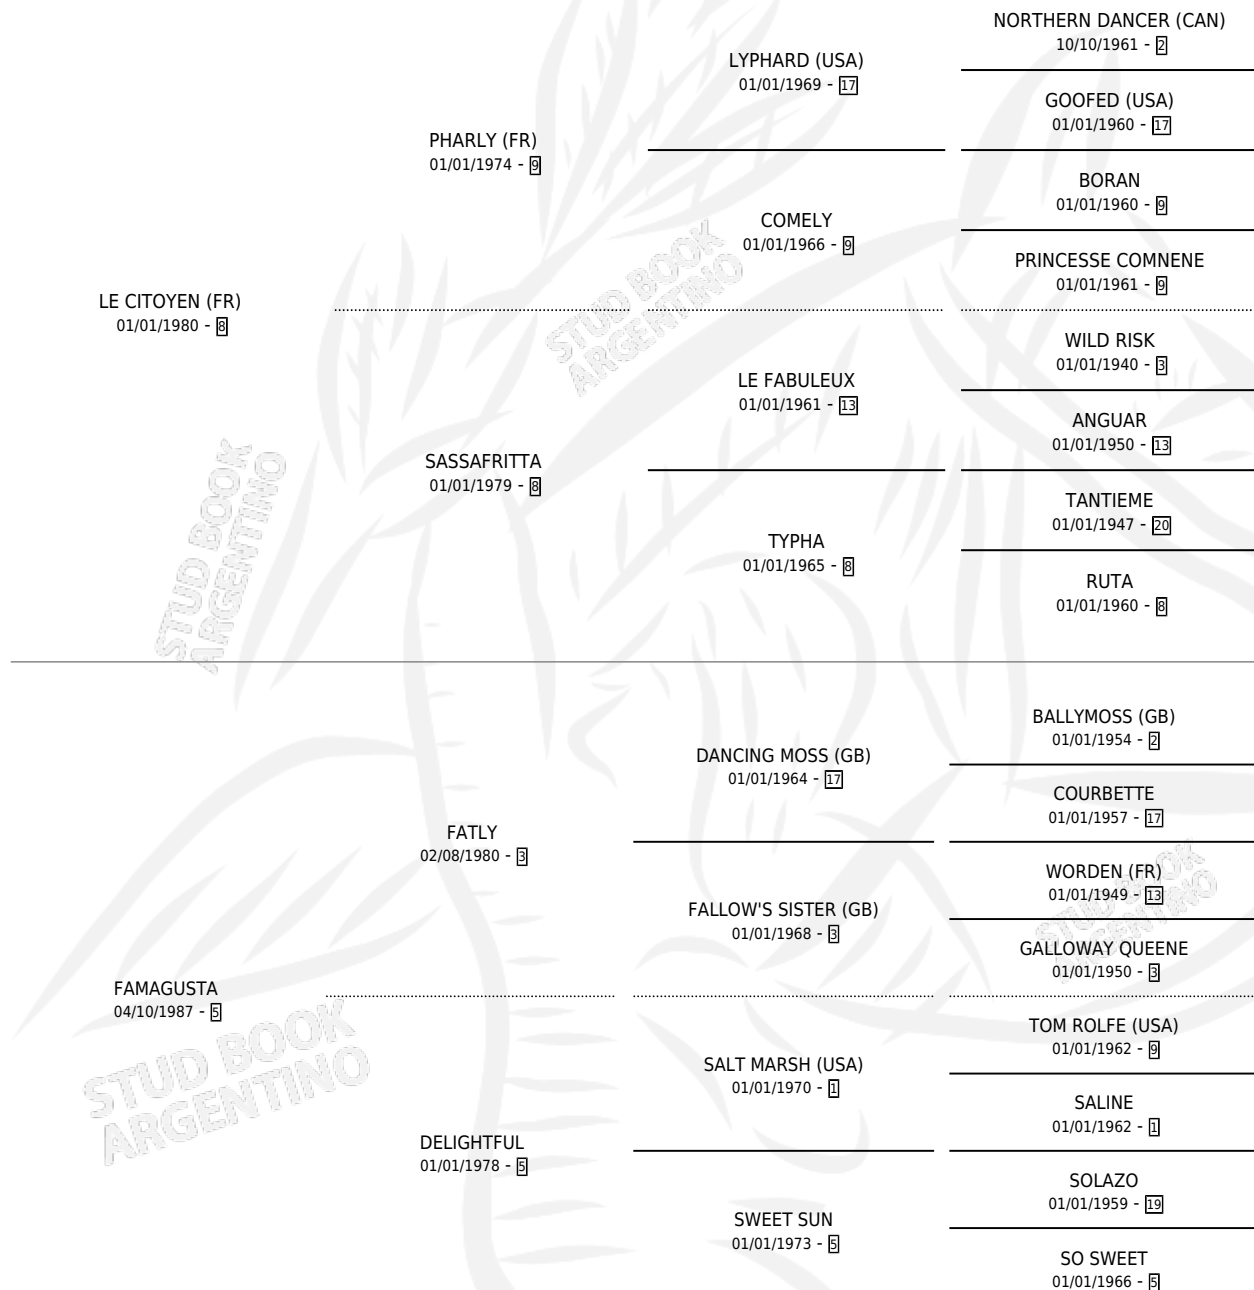 NORTHERN DANCER (CAN)
10/10/1961 - 2
LYPHARD (USA)
01/01/1969 - 17
GOOFED (USA)
01/01/1960 - 17
PHARLY (FR)
01/01/1974 - 9
BORAN
01/01/1960 - 9
COMELY
01/01/1966 - 9
PRINCESSE COMNENE
01/01/1961 - 9
LE CITOYEN (FR)
01/01/1980 - 8
WILD RISK
01/01/1940 - 3
LE FABULEUX
01/01/1961 - 13
ANGUAR
01/01/1950 - 13
SASSAFRITTA
01/01/1979 - 8
TANTIEME
01/01/1947 - 20
TYPHA
01/01/1965 - 8
RUTA
01/01/1960 - 8
BALLYMOSS (GB)
01/01/1954 - 2
DANCING MOSS (GB)
01/01/1964 - 17
COURBETTE
01/01/1957 - 17
FATLY
02/08/1980 - 3
WORDEN (FR)
01/01/1949 - 13
FALLOW'S SISTER (GB)
01/01/1968 - 3
GALLOWAY QUEENE
01/01/1950 - 3
FAMAGUSTA
04/10/1987 - 5
TOM ROLFE (USA)
01/01/1962 - 9
SALT MARSH (USA)
01/01/1970 - 1
SALINE
01/01/1962 - 1
DELIGHTFUL
01/01/1978 - 5
SOLAZO
01/01/1959 - 19
SWEET SUN
01/01/1973 - 5
SO SWEET
01/01/1966 - 5
STUD BOOK
ARGENTINO
STUD BOOK
ARGENTINO
STUD BOOK
ARGENTINO
STUD BOOK
ARGENTINO